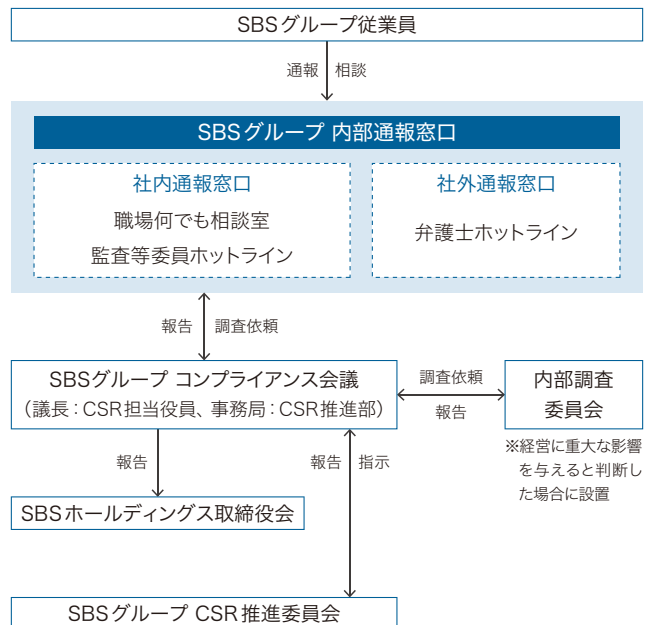 SBSグループ従業員
通報 相談
SBSグループ 内部通報窓口
社内通報窓口
職場何でも相談室
監査等委員ホットライン
社外通報窓口
弁護士ホットライン
報告 調査依頼
SBSグループ コンプライアンス会議
（議長：CSR担当役員、事務局：CSR推進部）
調査依頼
報告
内部調査
委員会
※経営に重大な影響
を与えると判断し
た場合に設置
報告
報告 指示
SBSホールディングス取締役会
SBSグループ CSR推進委員会